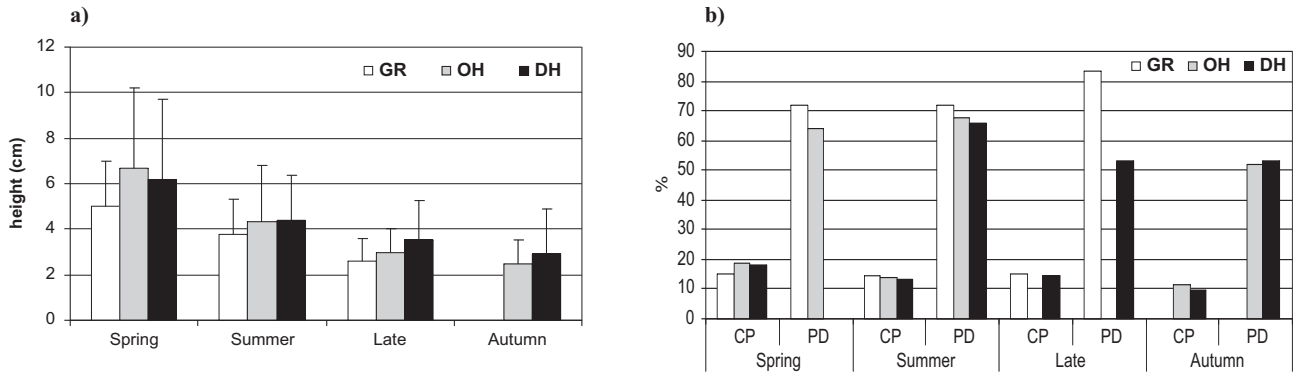 a)
12
10
8
6
4
2
0
height (cm)
GR OH DH
Spring Summer Late Autumn
b)
90
80
70
60
50
40
30
20
10
0
%
GR OH DH
CP PD CP PD CP PD CP PD
Spring Summer Late Autumn